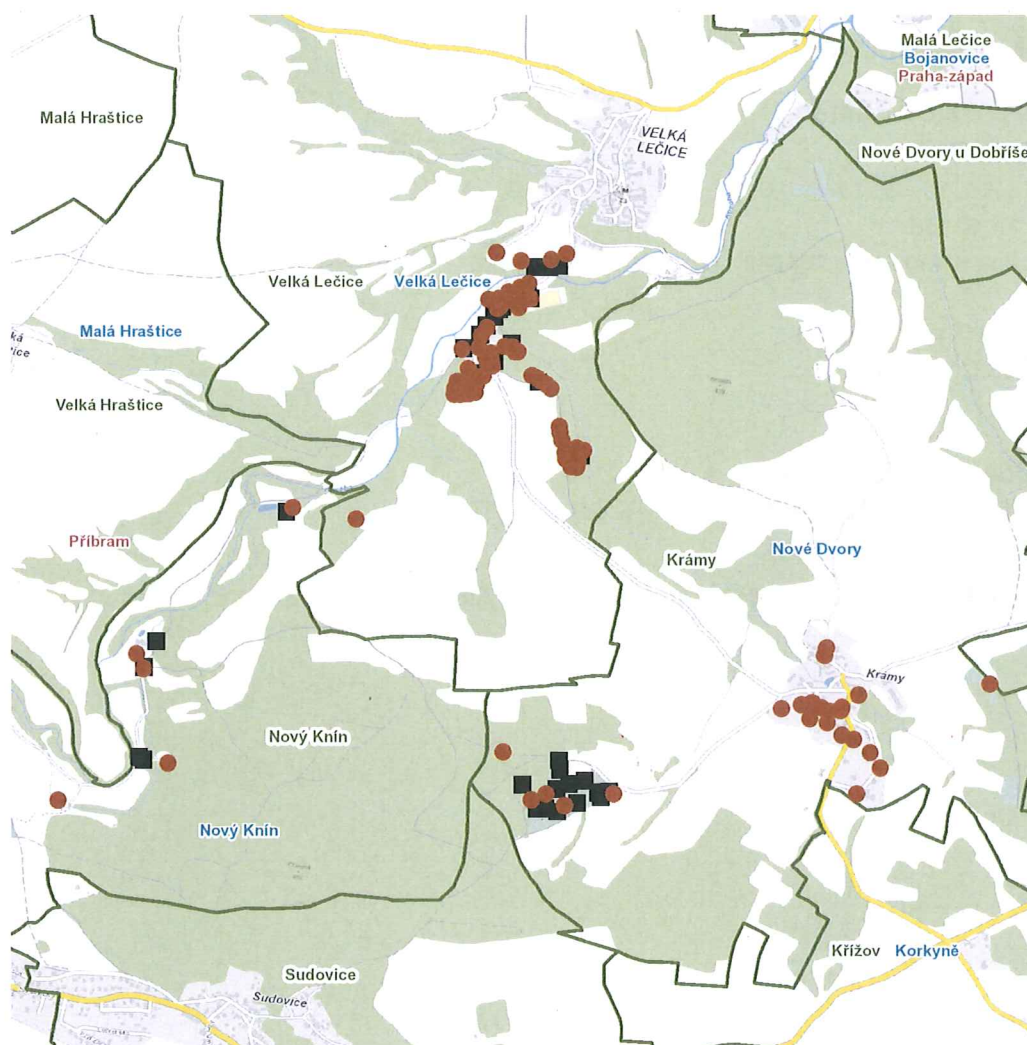 Malá Lečice
Bojanovice
Praha-západ
Malá Hraštice
VELKÁ
LEČICE
Nové Dvory u Dobříše
Velká Lečice
Velká Lečice
Malá Hraštice
Velká Hraštice
Příbram
Nové Dvory
Krámy
Krámy
Nový Knín
Nový Knín
Křížov
Korkyně
Sudovice
Sudovice